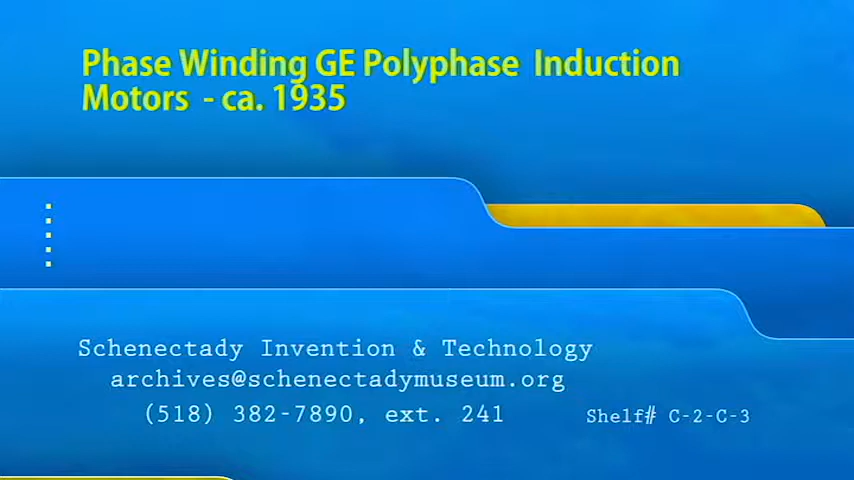 Phase Winding GE Polyphase Induction
Motors - ca. 1935
Schenectady Invention & Technology
archives@schenectadymuseum.org
(518) 382-7890, ext. 241
Shelf# C-2-C-3